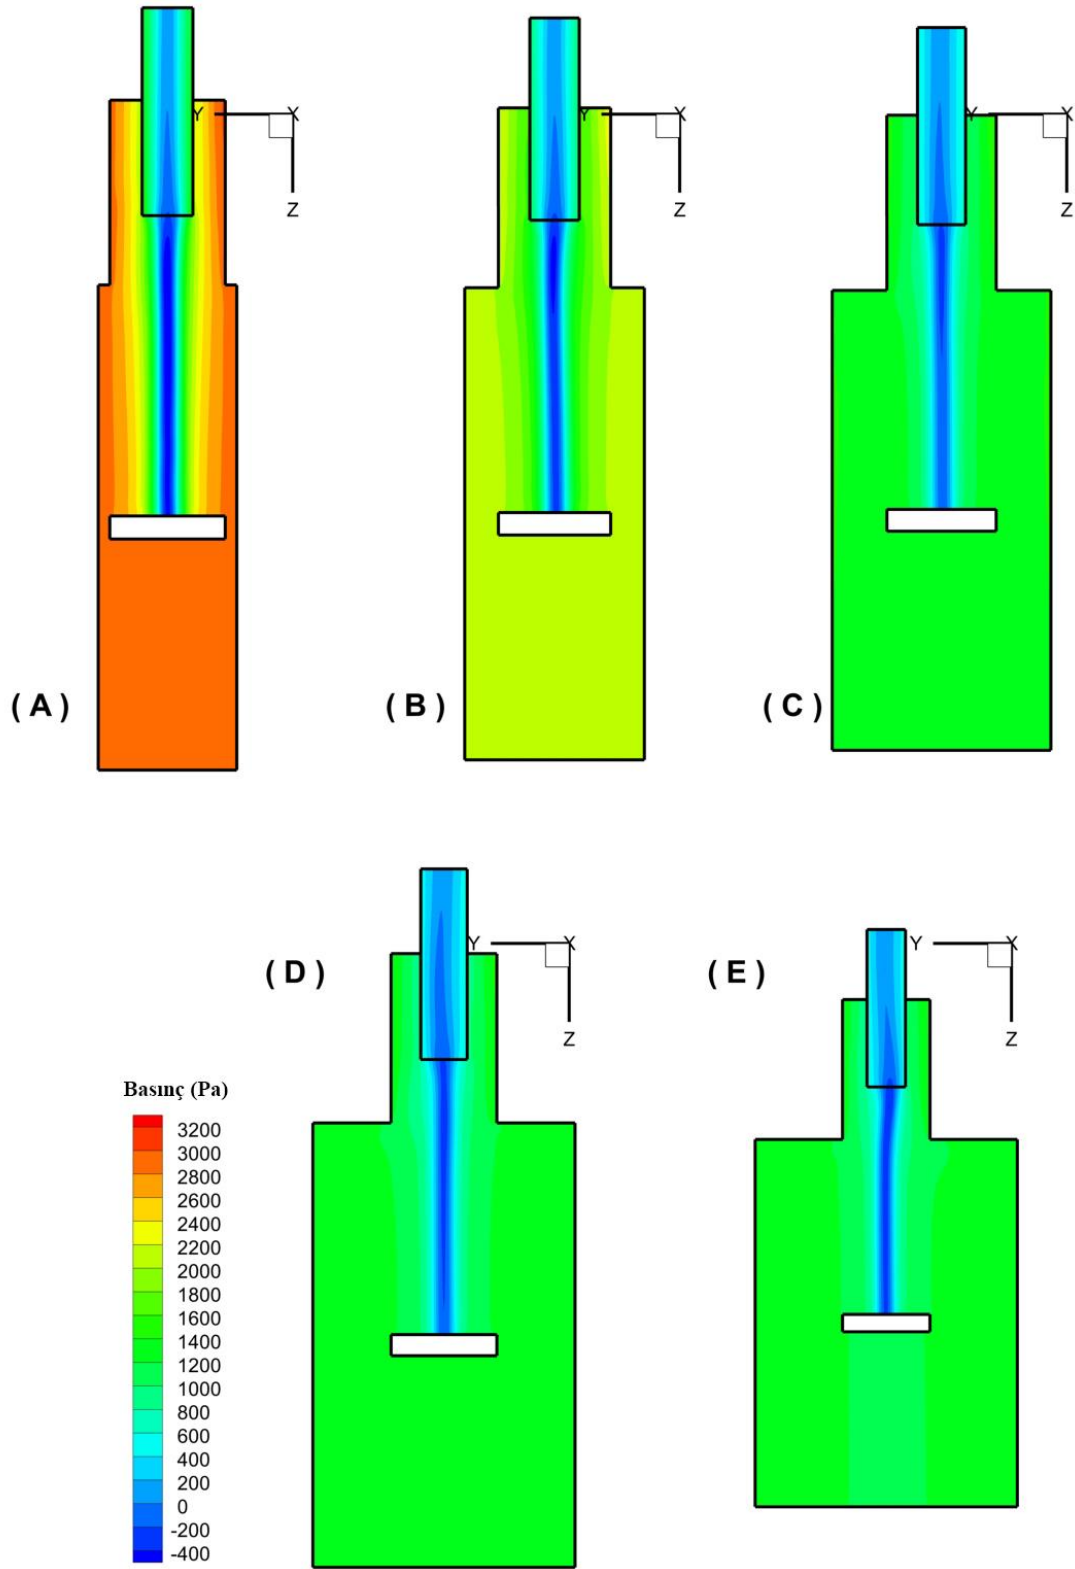 Y X
Z
Y X
Z
Y X
Z
( A )
( B )
( C )
( D )
Y X
Z
( E )
Y X
Z
Basınç (Pa)
3200
3000
2800
2600
2400
2200
2000
1800
1600
1400
1200
1000
800
600
400
200
0
-200
-400